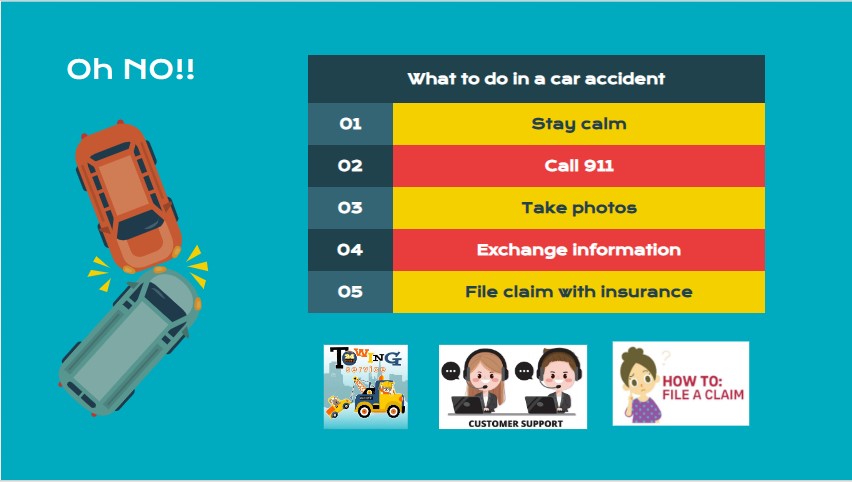 Oh NO!!
What to do in a car accident
01 Stay calm
02 Call 911
03 Take photos
04 Exchange information
05 File claim with insurance
TOWING
service
CUSTOMER SUPPORT
?
HOW TO:
FILE A CLAIM